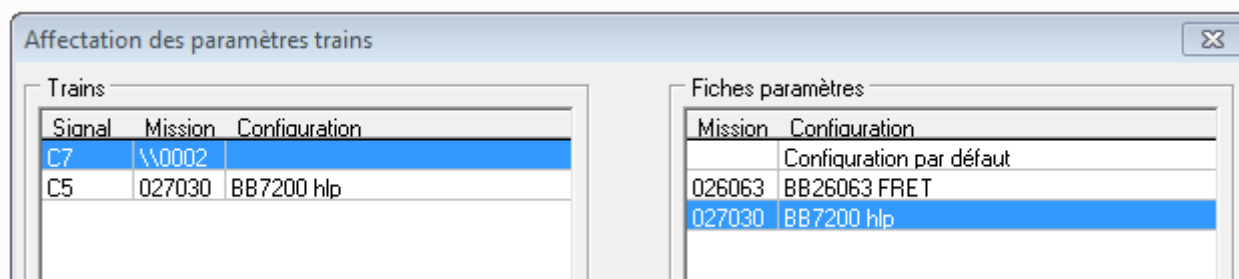 Affectation des paramètres trains
Trains
Signal Mission Configuration
C7 \\0002
C5 027030 BB7200 hlp
Fiches paramètres
Mission Configuration
Configuration par défaut
026063 BB26063 FRET
027030 BB7200 hlp